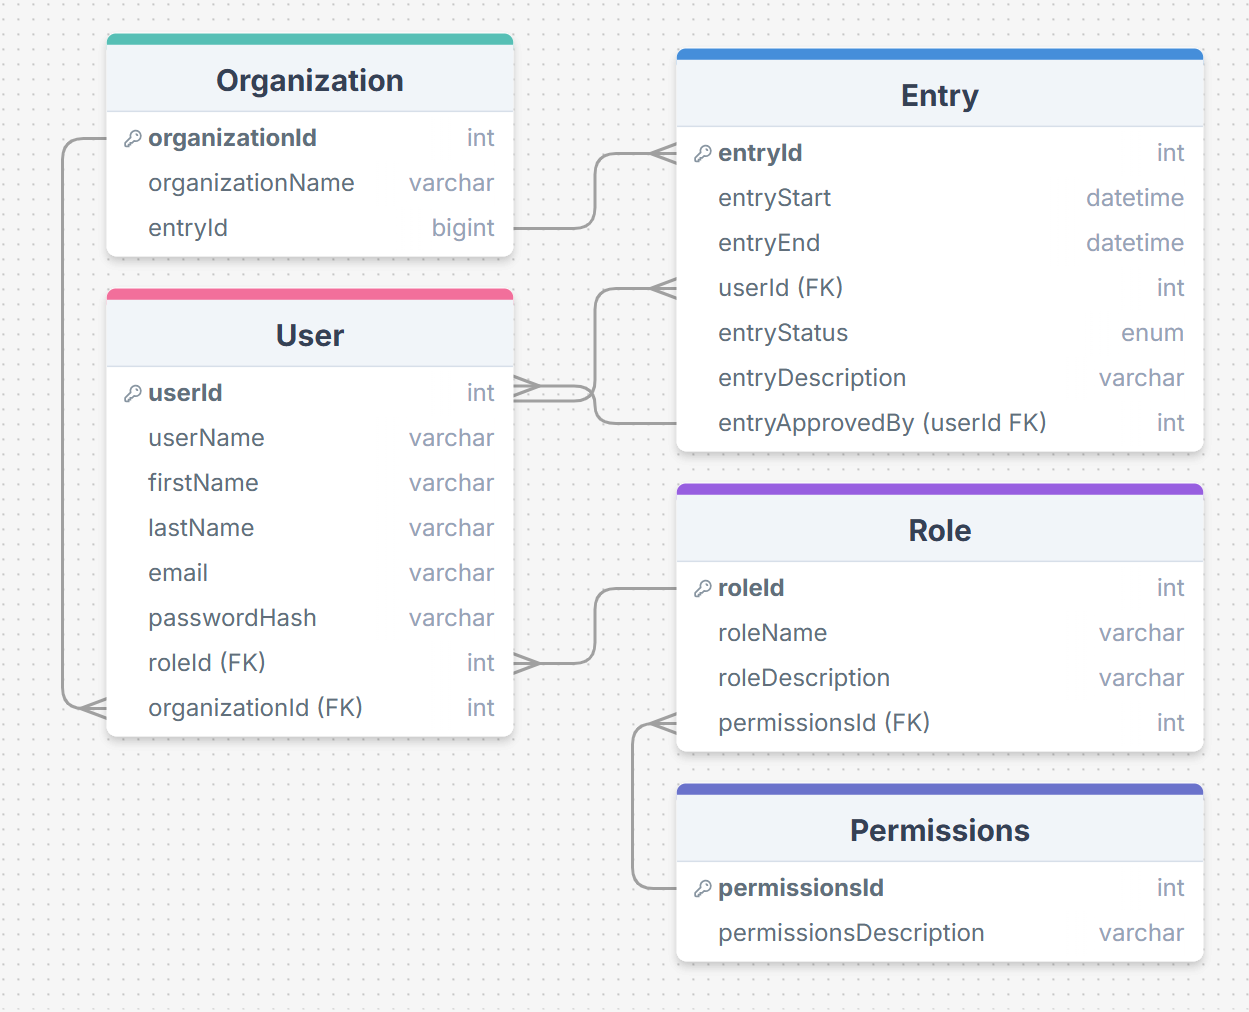 Organization
organizationId int
organizationName varchar
entryId bigint
User
userId int
userName varchar
firstName varchar
lastName varchar
email varchar
passwordHash varchar
roleId (FK) int
organizationId (FK) int
Entry
entryId int
entryStart datetime
entryEnd datetime
userId (FK) int
entryStatus enum
entryDescription varchar
entryApprovedBy (userId FK) int
Role
roleId int
roleName varchar
roleDescription varchar
permissionsId (FK) int
Permissions
permissionsId int
permissionsDescription varchar